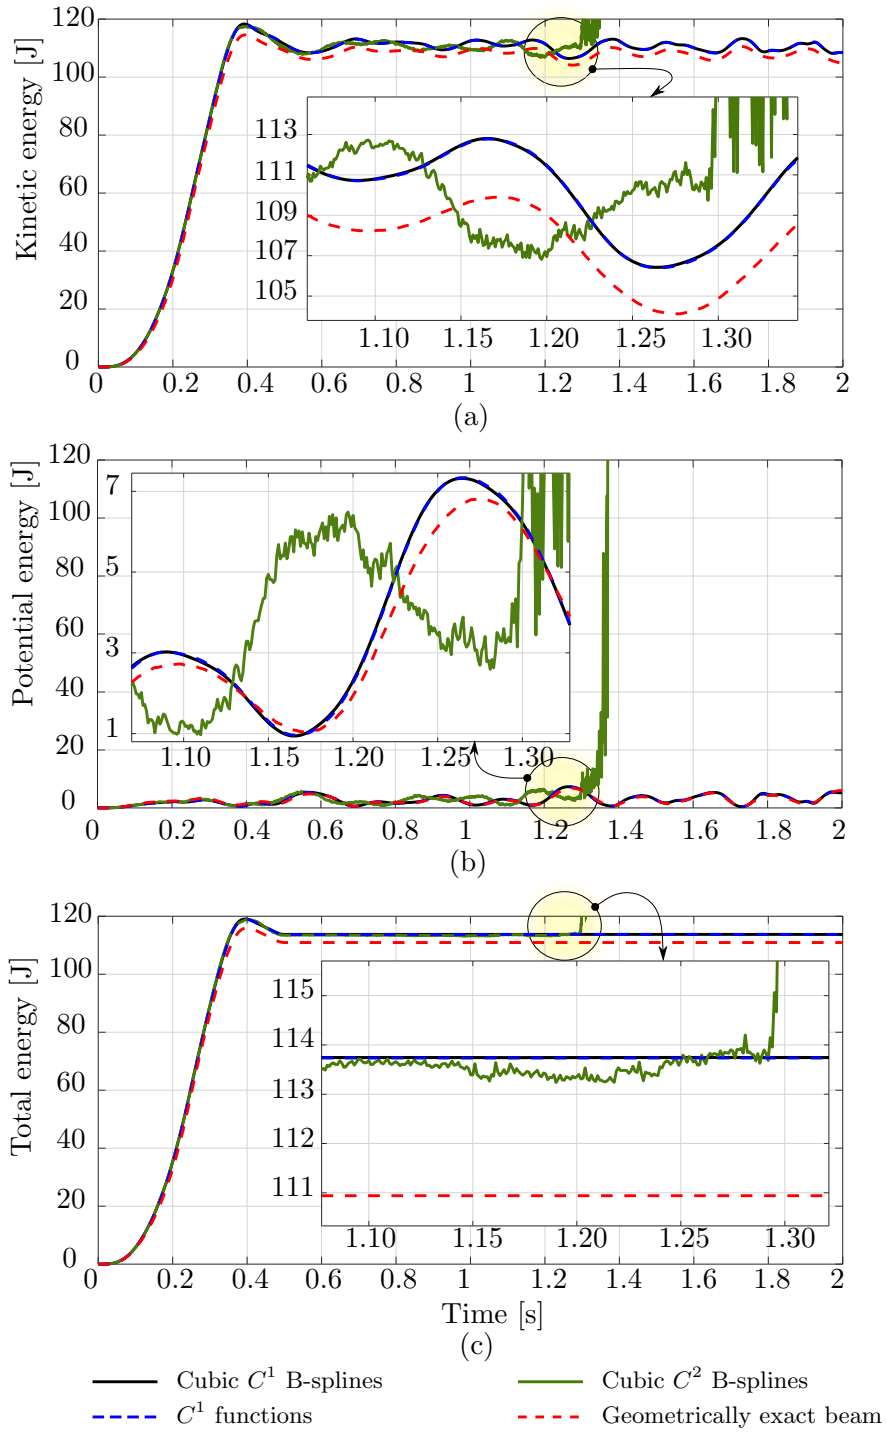 Kinetic energy [J]
120
100
80
60
40
20
0
113
111
109
107
105
1.10 1.15 1.20 1.25 1.30
0 0.2 0.4 0.6 0.8 1 1.2 1.4 1.6 1.8 2
(a)
Potential energy [J]
120
100
80
60
40
20
0
7
5
3
1
1.10 1.15 1.20 1.25 1.30
0 0.2 0.4 0.6 0.8 1 1.2 1.4 1.6 1.8 2
(b)
Total energy [J]
120
100
80
60
40
20
0
115
114
113
112
111
1.10 1.15 1.20 1.25 1.30
0 0.2 0.4 0.6 0.8 1 1.2 1.4 1.6 1.8 2
Time [s]
(c)
Cubic C¹ B-splines
Cubic C² B-splines
C¹ functions
Geometrically exact beam